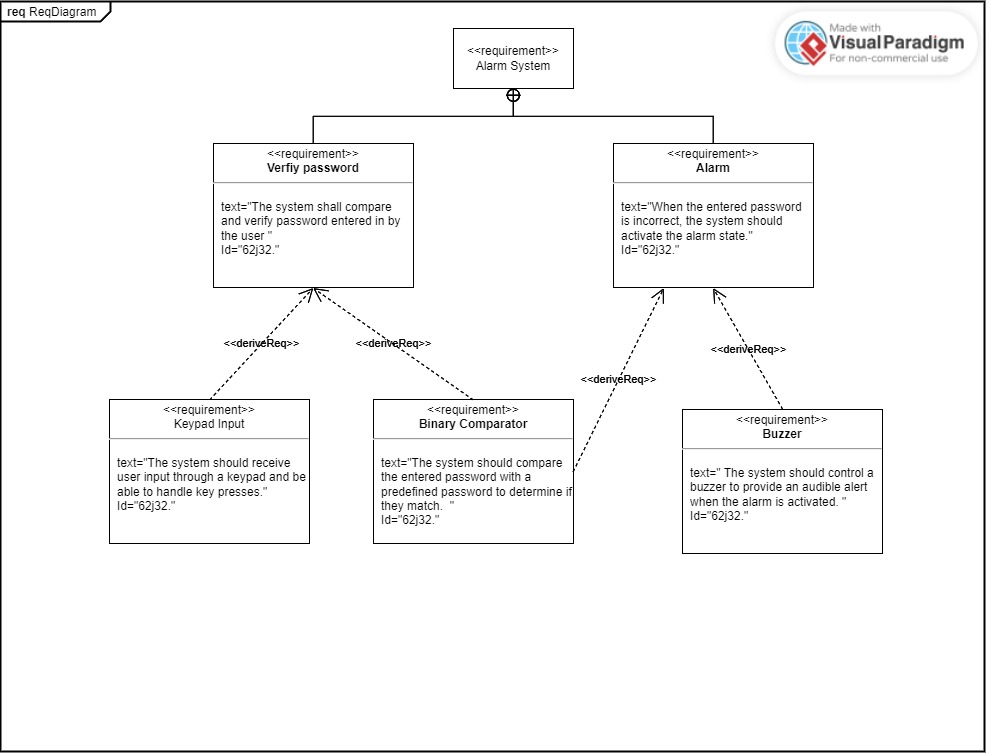 req ReqDiagram
Made with
VisualParadigm
For non-commercial use
<<requirement>>
Alarm System
<<requirement>>
Verfiy password
text="The system shall compare
and verify password entered in by
the user "
Id="62j32."
<<requirement>>
Alarm
text="When the entered password
is incorrect, the system should
activate the alarm state."
Id="62j32."
<<deriveReq>>
<<deriveReq>>
<<deriveReq>>
<<deriveReq>>
<<requirement>>
Keypad Input
text="The system should receive
user input through a keypad and be
able to handle key presses."
Id="62j32."
<<requirement>>
Binary Comparator
text="The system should compare
the entered password with a
predefined password to determine if
they match.  "
Id="62j32."
<<requirement>>
Buzzer
text=" The system should control a
buzzer to provide an audible alert
when the alarm is activated. "
Id="62j32."